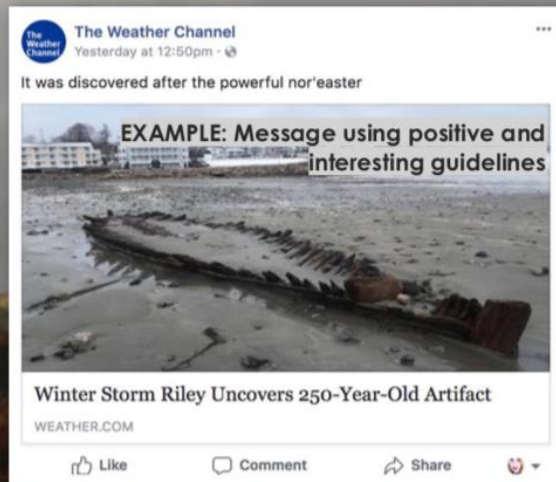 The Weather Channel
The
Weather
Channel
Yesterday at 12:50pm ·
It was discovered after the powerful nor'easter
EXAMPLE: Message using positive and
interesting guidelines
Winter Storm Riley Uncovers 250-Year-Old Artifact
WEATHER.COM
Like Comment Share